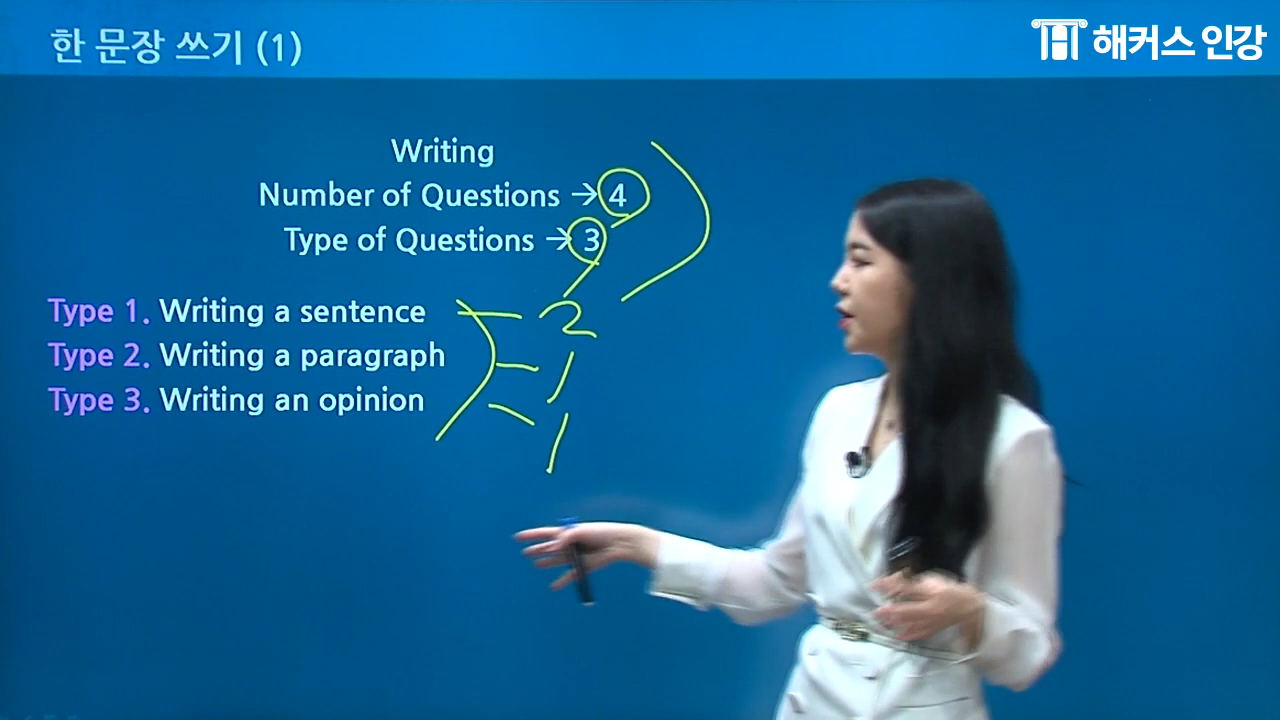 한 문장 쓰기 (1)
해커스 인강
Writing
Number of Questions → 4
Type of Questions → 3
Type 1. Writing a sentence - 2
Type 2. Writing a paragraph - 1
Type 3. Writing an opinion - 1